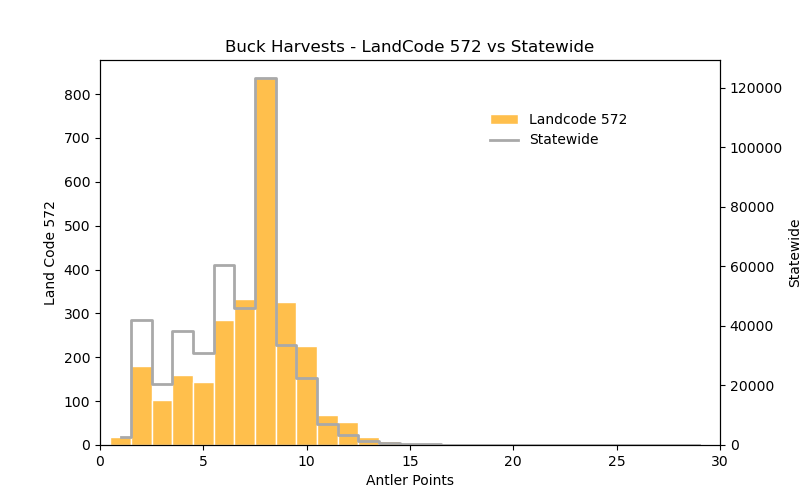 Buck Harvests - LandCode 572 vs Statewide
Landcode 572
Statewide
Land Code 572
0
100
200
300
400
500
600
700
800
0
20000
40000
60000
80000
100000
120000
Statewide
0 5 10 15 20 25 30
Antler Points